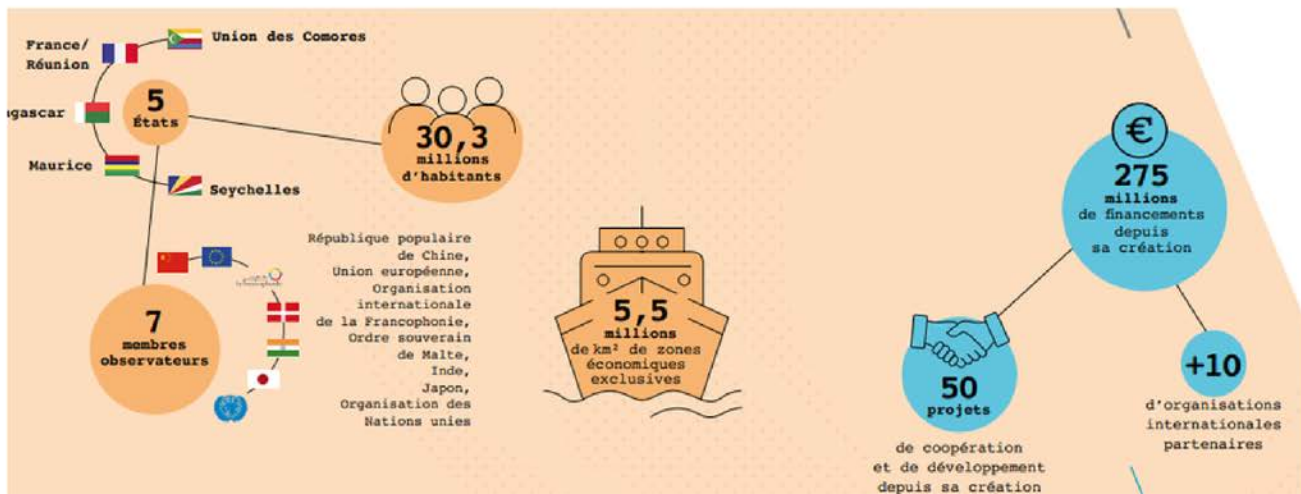 Union des Comores
France/
Réunion
agascar
5
États
Maurice
Seychelles
30,3
millions
d'habitants
7
membres
observateurs
République populaire
de Chine,
Union européenne,
Organisation
internationale
de la Francophonie,
Ordre souverain
de Malte,
Inde,
Japon,
Organisation des
Nations unies
5,5
millions
de km² de zones
économiques
exclusives
€
275
millions
de financements
depuis
sa création
50
projets
de coopération
et de développement
depuis sa création
+10
d'organisations
internationales
partenaires